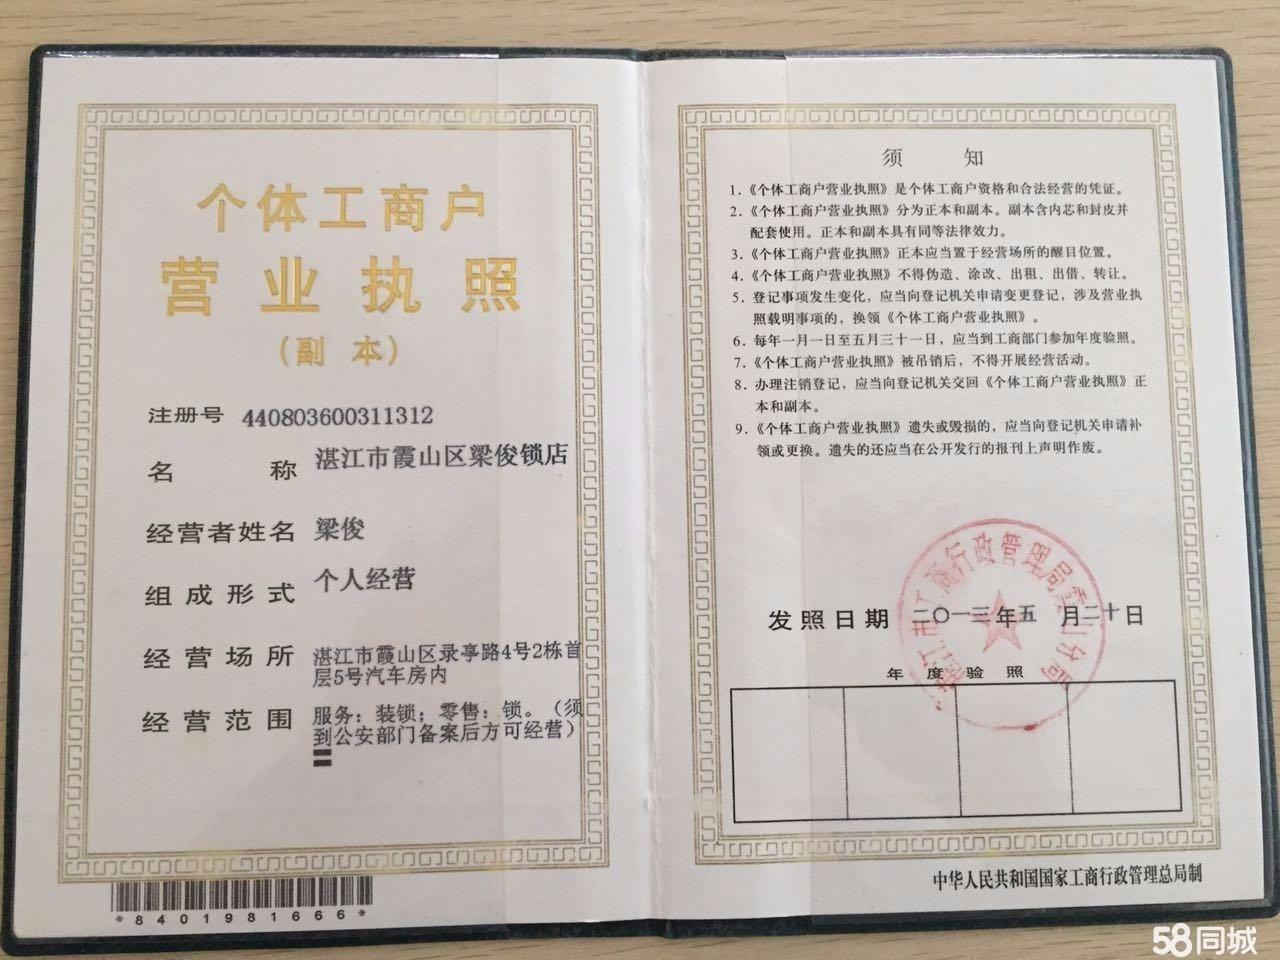 个体工商户
营业执照
（副本）
注册号 440803600311312
名称 湛江市霞山区梁俊锁店
经营者姓名 梁俊
组成形式 个人经营
经营场所 湛江市霞山区录亭路4号2栋首
层5号汽车房内
经营范围 服务：装锁；零售：锁。（须
到公安部门备案后方可经营）
*8401981666*
须知
1.《个体工商户营业执照》是个体工商户资格和合法经营的凭证。
2.《个体工商户营业执照》分为正本和副本。副本含内芯和封皮并
配套使用。正本和副本具有同等法律效力。
3.《个体工商户营业执照》正本应当置于经营场所的醒目位置。
4.《个体工商户营业执照》不得伪造、涂改、出租、出借、转让。
5. 登记事项发生变化，应当向登记机关申请变更登记，涉及营业执
照载明事项的，换领《个体工商户营业执照》。
6. 每年一月一日至五月三十一日，应当到工商部门参加年度验照。
7.《个体工商户营业执照》被吊销后，不得开展经营活动。
8. 办理注销登记，应当向登记机关交回《个体工商户营业执照》正
本和副本。
9.《个体工商户营业执照》遗失或毁损的，应当向登记机关申请补
领或更换。遗失的还应当在公开发行的报刊上声明作废。
湛江市工商行政管理局霞山分局
发照日期 二〇一三年五月二十日
年度验照
中华人民共和国国家工商行政管理总局制
58同城